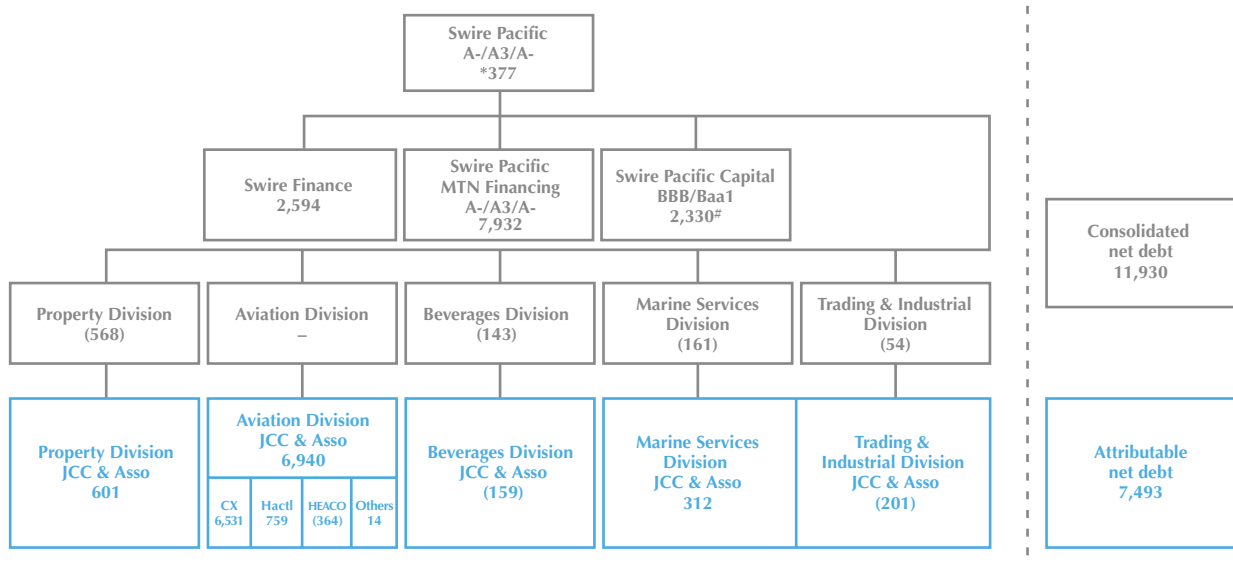 Swire Pacific
A-/A3/A-
*377
Swire Finance
2,594
Swire Pacific
MTN Financing
A-/A3/A-
7,932
Swire Pacific Capital
BBB/Baa1
2,330#
Consolidated
net debt
11,930
Property Division
(568)
Aviation Division
–
Beverages Division
(143)
Marine Services
Division
(161)
Trading & Industrial
Division
(54)
Property Division
JCC & Asso
601
Aviation Division
JCC & Asso
6,940
CX
6,531
Hactl
759
HEACO
(364)
Others
14
Beverages Division
JCC & Asso
(159)
Marine Services
Division
JCC & Asso
312
Trading &
Industrial Division
JCC & Asso
(201)
Attributable
net debt
7,493